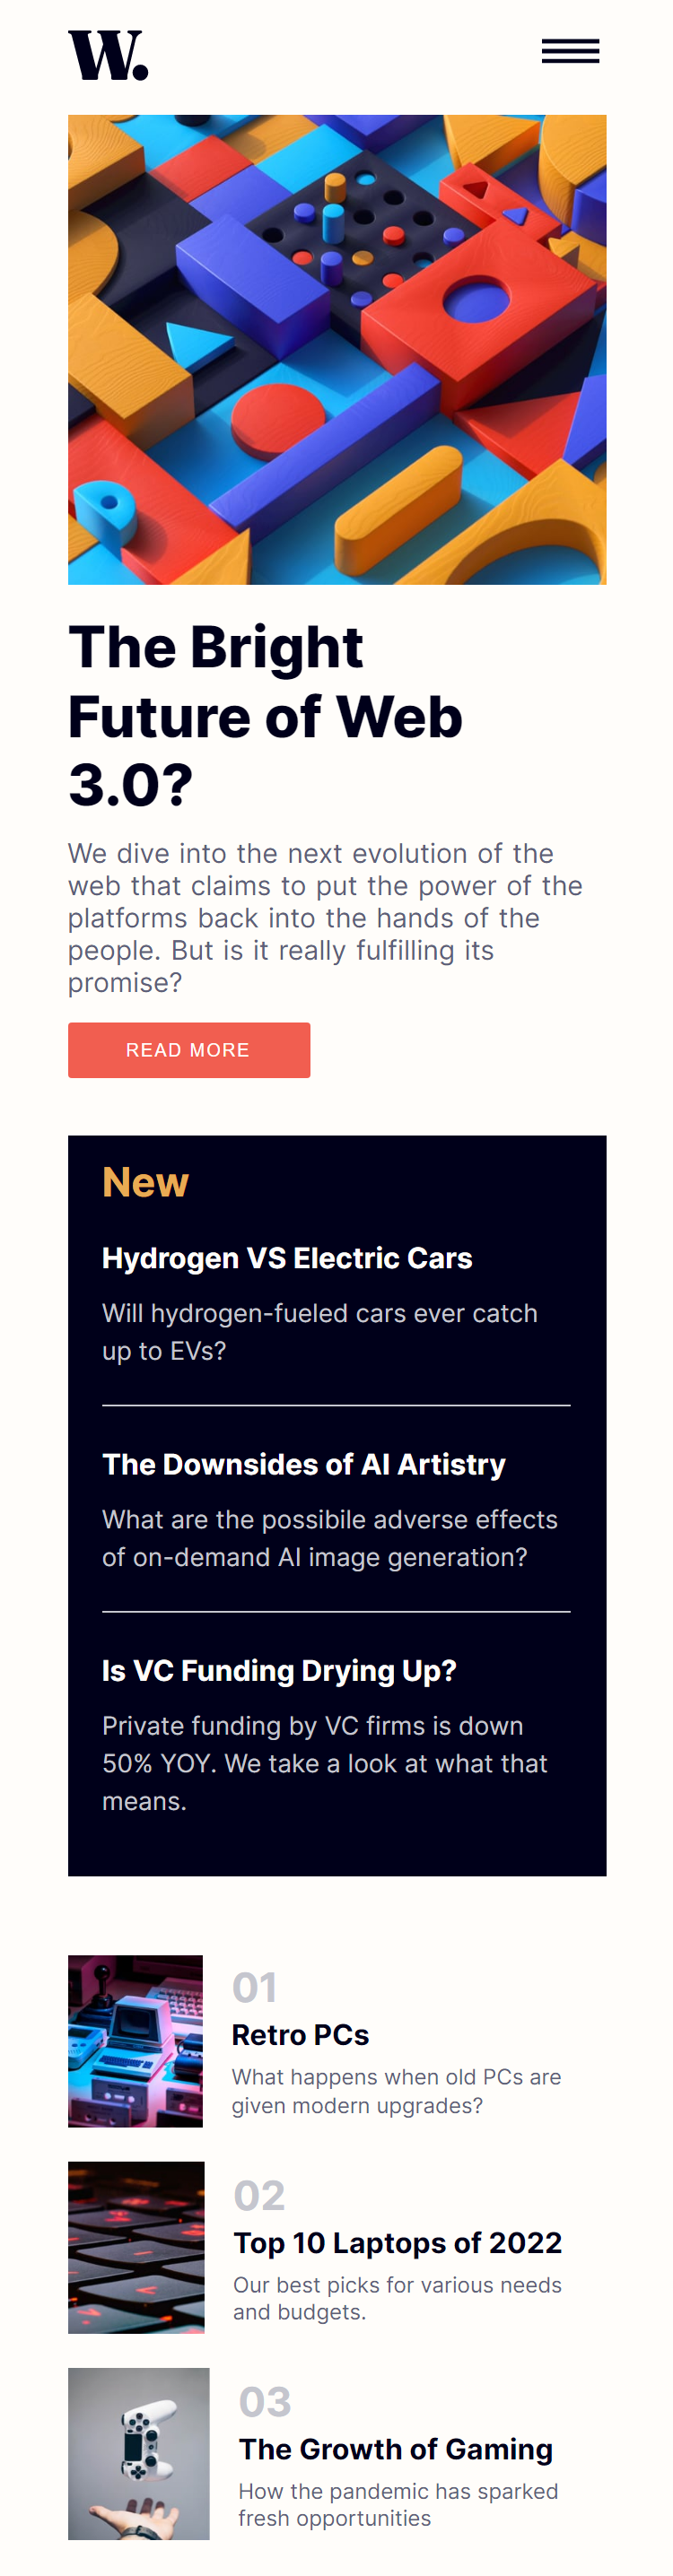 W.
The Bright
Future of Web
3.0?
We dive into the next evolution of the
web that claims to put the power of the
platforms back into the hands of the
people. But is it really fulfilling its
promise?
READ MORE
New
Hydrogen VS Electric Cars
Will hydrogen-fueled cars ever catch
up to EVs?
The Downsides of AI Artistry
What are the possibile adverse effects
of on-demand AI image generation?
Is VC Funding Drying Up?
Private funding by VC firms is down
50% YOY. We take a look at what that
means.
01
Retro PCs
What happens when old PCs are
given modern upgrades?
02
Top 10 Laptops of 2022
Our best picks for various needs
and budgets.
03
The Growth of Gaming
How the pandemic has sparked
fresh opportunities